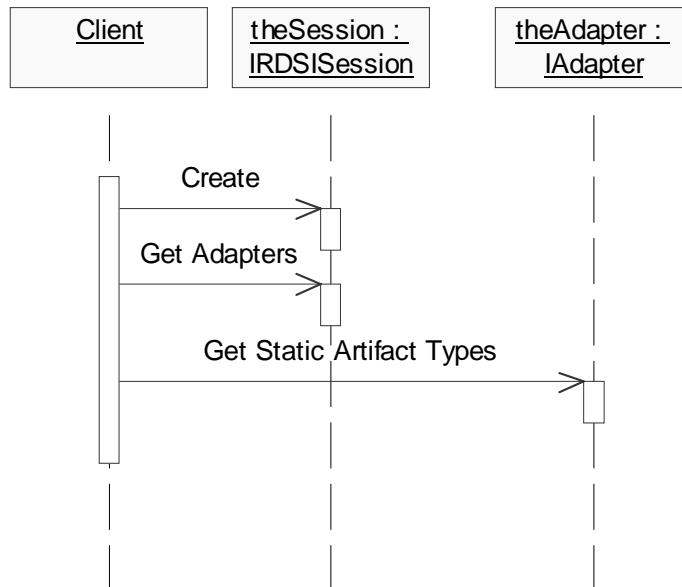 Client
theSession :
IRDSISession
theAdapter :
IAdapter
Create
Get Adapters
Get Static Artifact Types